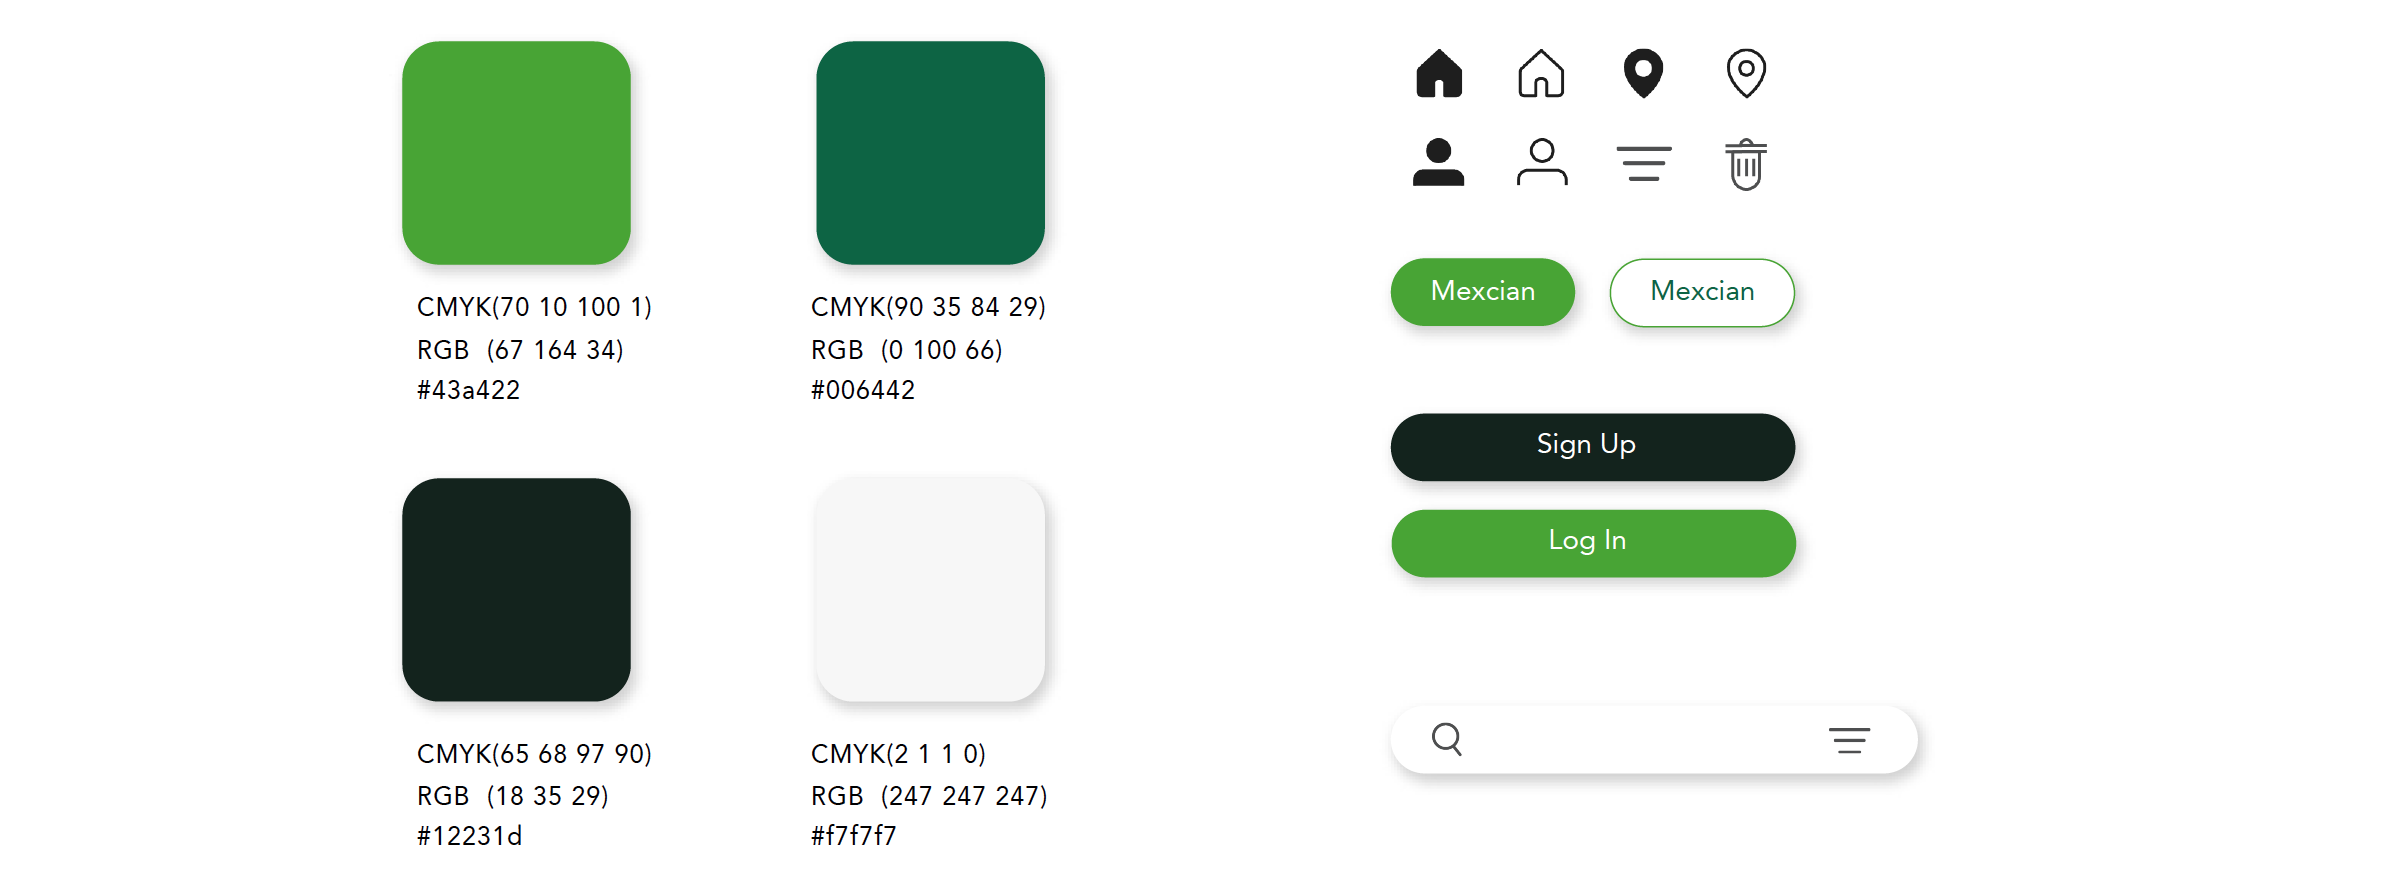 CMYK(70 10 100 1)
RGB (67 164 34)
#43a422
CMYK(90 35 84 29)
RGB (0 100 66)
#006442
CMYK(65 68 97 90)
RGB (18 35 29)
#12231d
CMYK(2 1 1 0)
RGB (247 247 247)
#f7f7f7
Mexcian
Mexcian
Sign Up
Log In